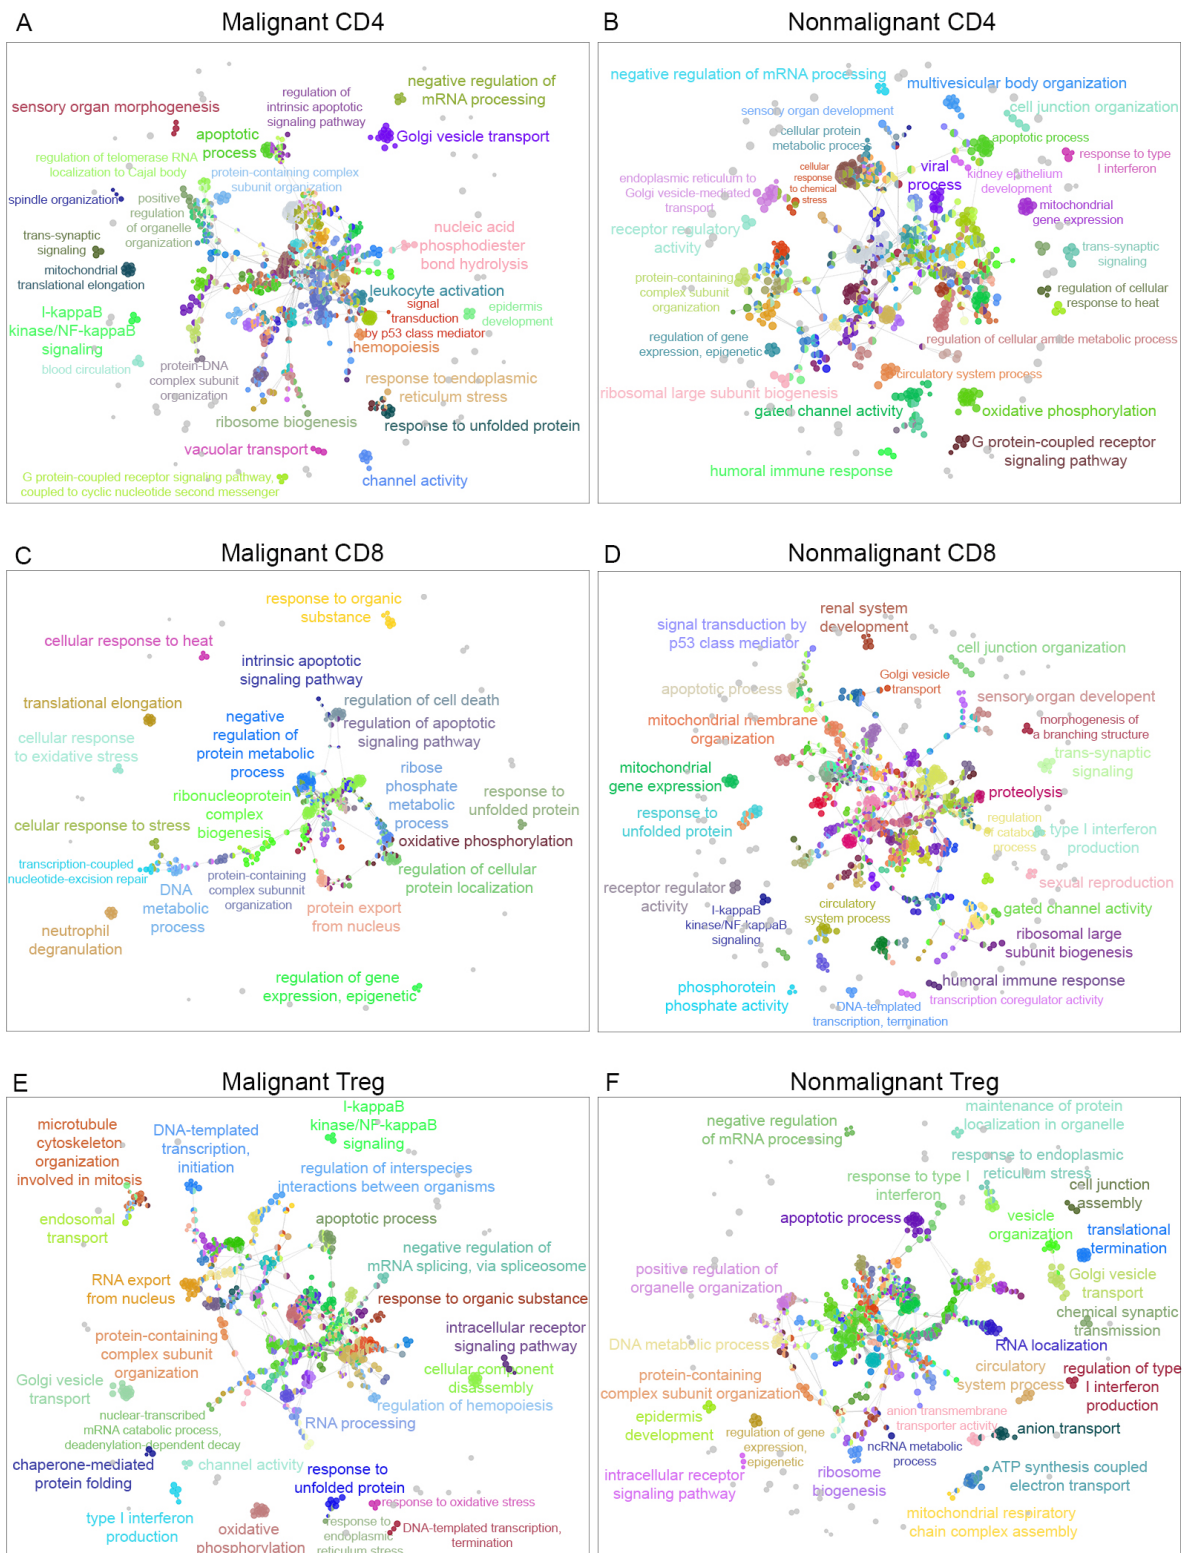 A
Malignant CD4
negative regulation of
mRNA processing
regulation of
intrinsic apoptotic
signaling pathway
sensory organ morphogenesis
apoptotic
process
Golgi vesicle transport
regulation of telomerase RNA
localization to Cajal body
protein-containing complex
subunit organization
spindle organization
positive
regulation
of organelle
organization
trans-synaptic
signaling
nucleic acid
phosphodiester
bond hydrolysis
mitochondrial
translational elongation
leukocyte activation
I-kappaB
kinase/NF-kappaB
signaling
signal
transduction
by p53 class mediator
epidermis
development
hemopoiesis
blood circulation
protein-DNA
complex subunit
organization
response to endoplasmic
reticulum stress
ribosome biogenesis
response to unfolded protein
vacuolar transport
G protein-coupled receptor signaling pathway,
coupled to cyclic nucleotide second messenger
channel activity
B
Nonmalignant CD4
negative regulation of mRNA processing
multivesicular body organization
sensory organ development
cell junction organization
cellular protein
metabolic process
apoptotic process
cellular
response
to chemical
stress
viral
process
response to type
I interferon
kidney epithelium
development
endoplasmic reticulum to
Golgi vesicle-mediated
transport
mitochondrial
gene expression
receptor regulatory
activity
trans-synaptic
signaling
protein-containing
complex subunit
organization
regulation of cellular
response to heat
regulation of gene
expression, epigenetic
regulation of cellular amide metabolic process
circulatory system process
ribosomal large subunit biogenesis
gated channel activity
oxidative phosphorylation
G protein-coupled receptor
signaling pathway
humoral immune response
C
Malignant CD8
response to organic
substance
cellular response to heat
intrinsic apoptotic
signaling pathway
translational elongation
regulation of cell death
negative
regulation of
protein metabolic
process
regulation of apoptotic
signaling pathway
cellular response
to oxidative stress
ribose
phosphate
metabolic
process
ribonucleoprotein
complex
biogenesis
response to
unfolded protein
celular response to stress
oxidative phosphorylation
transcription-coupled
nucleotide-excision repair
protein-containing
complex subunnit
organization
regulation of cellular
protein localization
DNA
metabolic
process
protein export
from nucleus
neutrophil
degranulation
regulation of gene
expression, epigenetic
D
Nonmalignant CD8
renal system
development
signal transduction by
p53 class mediator
cell junction organization
apoptotic process
Golgi vesicle
transport
sensory organ developent
mitochondrial membrane
organization
morphogenesis of
a branching structure
trans-synaptic
signaling
mitochondrial
gene expression
proteolysis
response to
unfolded protein
regulation
of catabolic
process
type I interferon
production
receptor regulator
activity
sexual reproduction
I-kappaB
kinase/NF-kappaB
signaling
circulatory
system process
gated channel activity
ribosomal large
subunit biogenesis
phosphorotein
phosphate activity
humoral immune response
transcription coregulator activity
DNA-templated
transcription, termination
E
Malignant Treg
microtubule
cytoskeleton
organization
involved in mitosis
DNA-templated
transcription,
initiation
I-kappaB
kinase/NF-kappaB
signaling
regulation of interspecies
interactions between organisms
endosomal
transport
apoptotic process
negative regulation of
mRNA splicing, via spliceosome
RNA export
from nucleus
response to organic substance
protein-containing
complex subunit
organization
intracellular receptor
signaling pathway
cellular component
disassembly
Golgi vesicle
transport
regulation of hemopoiesis
nuclear-transcribed
mRNA catabolic process,
deadenylation-dependent decay
RNA processing
chaperone-mediated
protein folding
channel activity
response to
unfolded protein
type I interferon
production
response to oxidative stress
oxidative
phosphorylation
response to
endoplasmic
reticulum stress
DNA-templated transcription,
termination
F
Nonmalignant Treg
negative regulation
of mRNA processing
maintenance of protein
localization in organelle
response to endoplasmic
reticulum stress
response to type I
interferon
cell junction
assembly
apoptotic process
vesicle
organization
translational
termination
positive regulation of
organelle organization
Golgi vesicle
transport
chemical synaptic
transmission
DNA metabolic process
RNA localization
protein-containing
complex subunit organization
circulatory
system process
regulation of type
I interferon
production
epidermis
development
regulation of gene
expression,
epigenetic
anion transmembrane
transporter activity
anion transport
ncRNA metabolic
process
intracellular receptor
signaling pathway
ribosome
biogenesis
ATP synthesis coupled
electron transport
mitochondrial respiratory
chain complex assembly